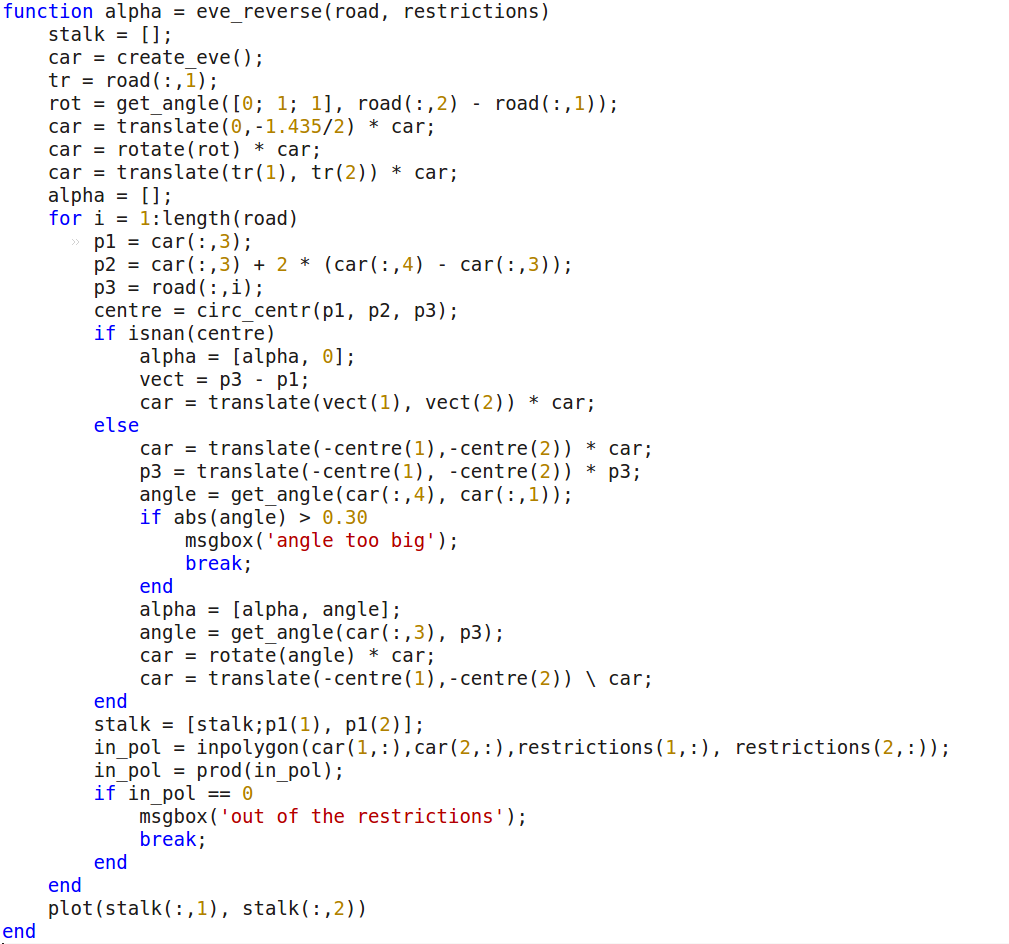 function alpha = eve_reverse(road, restrictions)
    stalk = [];
    car = create_eve();
    tr = road(:,1);
    rot = get_angle([0; 1; 1], road(:,2) - road(:,1));
    car = translate(0,-1.435/2) * car;
    car = rotate(rot) * car;
    car = translate(tr(1), tr(2)) * car;
    alpha = [];
    for i = 1:length(road)
      » p1 = car(:,3);
        p2 = car(:,3) + 2 * (car(:,4) - car(:,3));
        p3 = road(:,i);
        centre = circ_centr(p1, p2, p3);
        if isnan(centre)
            alpha = [alpha, 0];
            vect = p3 - p1;
            car = translate(vect(1), vect(2)) * car;
        else
            car = translate(-centre(1),-centre(2)) * car;
            p3 = translate(-centre(1), -centre(2)) * p3;
            angle = get_angle(car(:,4), car(:,1));
            if abs(angle) > 0.30
                msgbox('angle too big');
                break;
            end
            alpha = [alpha, angle];
            angle = get_angle(car(:,3), p3);
            car = rotate(angle) * car;
            car = translate(-centre(1),-centre(2)) \ car;
        end
        stalk = [stalk;p1(1), p1(2)];
        in_pol = inpolygon(car(1,:),car(2,:),restrictions(1,:), restrictions(2,:));
        in_pol = prod(in_pol);
        if in_pol == 0
            msgbox('out of the restrictions');
            break;
        end
    end
    plot(stalk(:,1), stalk(:,2))
end